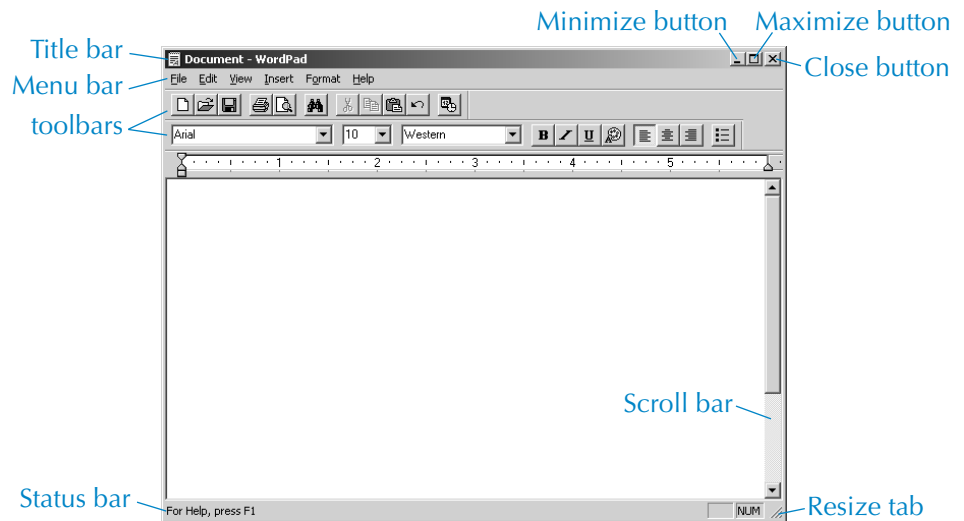 Minimize button Maximize button
Title bar
Document - WordPad
Close button
Menu bar
File Edit View Insert Format Help
toolbars
Arial 10 Western B I U
1 2 3 4 5
Scroll bar
Status bar
For Help, press F1 NUM
Resize tab